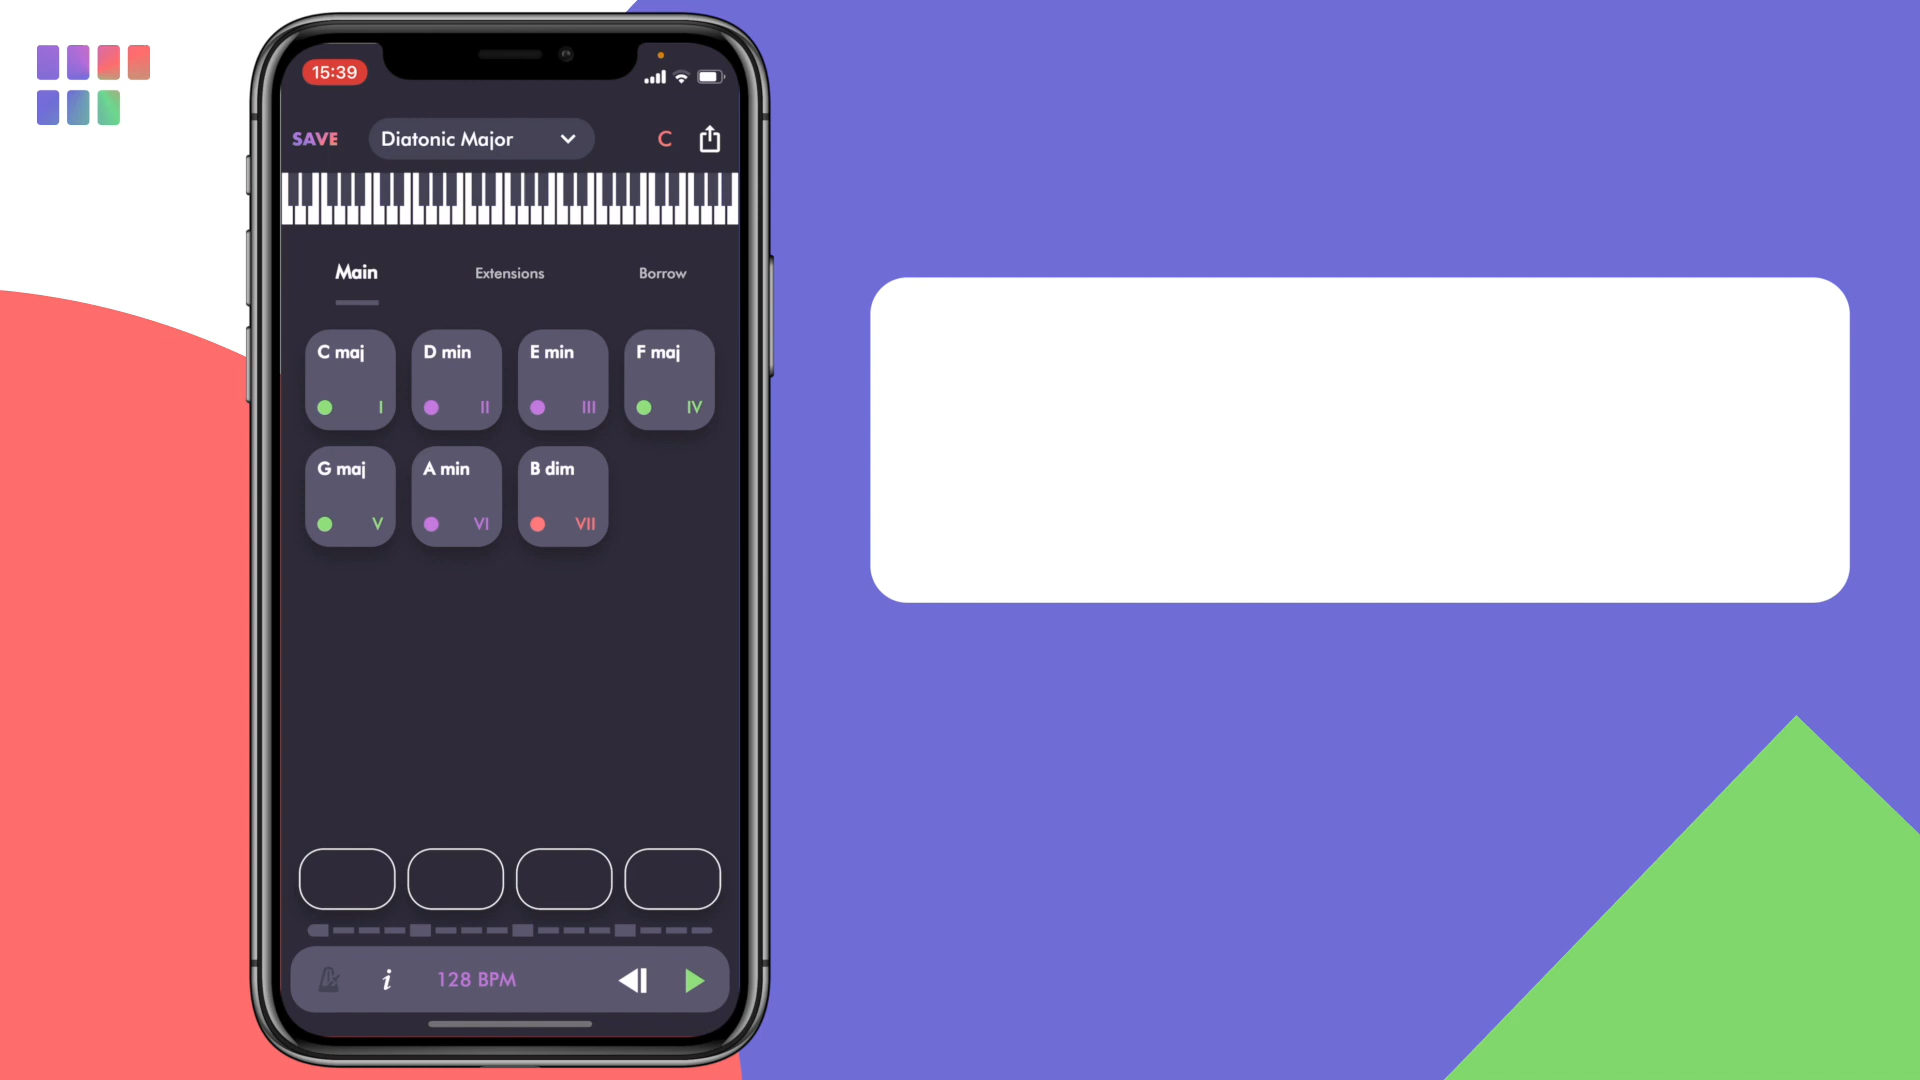 15:39
SAVE
Diatonic Major
C
Main
Extensions
Borrow
C maj
I
D min
II
E min
III
F maj
IV
G maj
V
A min
VI
B dim
VII
i
128 BPM